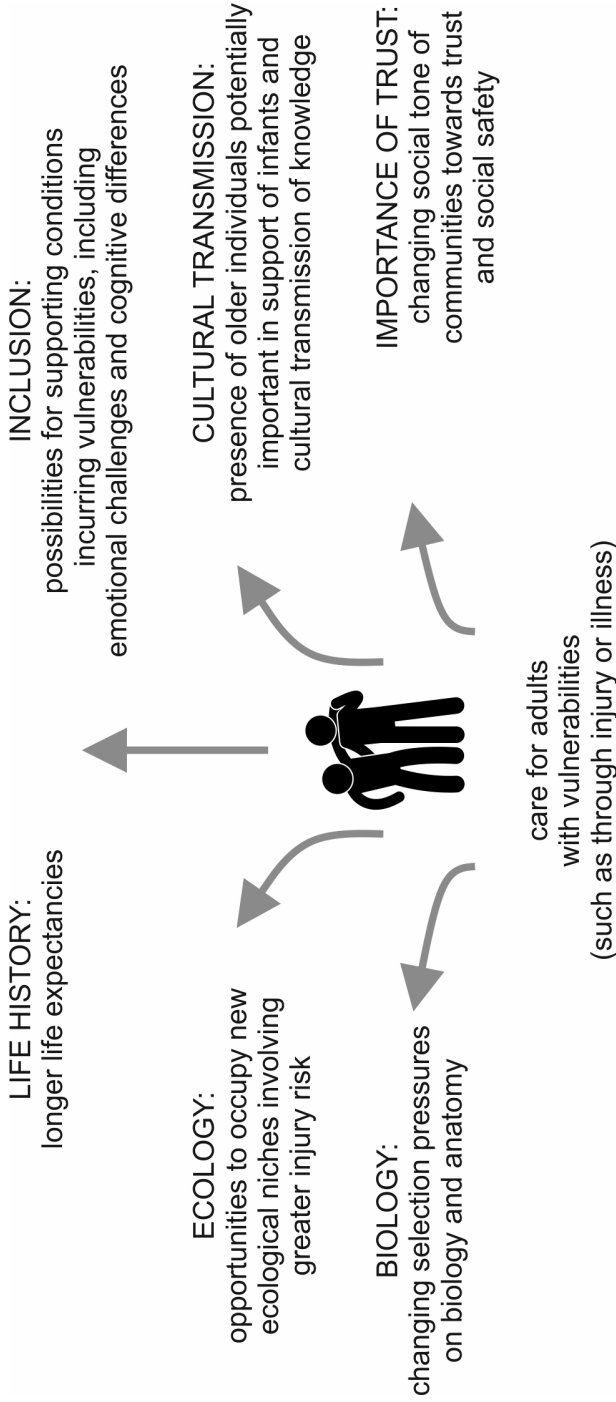 LIFE HISTORY:
longer life expectancies
INCLUSION:
possibilities for supporting conditions
incurring vulnerabilities, including
emotional challenges and cognitive differences
ECOLOGY:
opportunities to occupy new
ecological niches involving
greater injury risk
CULTURAL TRANSMISSION:
presence of older individuals potentially
important in support of infants and
cultural transmission of knowledge
BIOLOGY:
changing selection pressures
on biology and anatomy
IMPORTANCE OF TRUST:
changing social tone of
communities towards trust
and social safety
care for adults
with vulnerabilities
(such as through injury or illness)